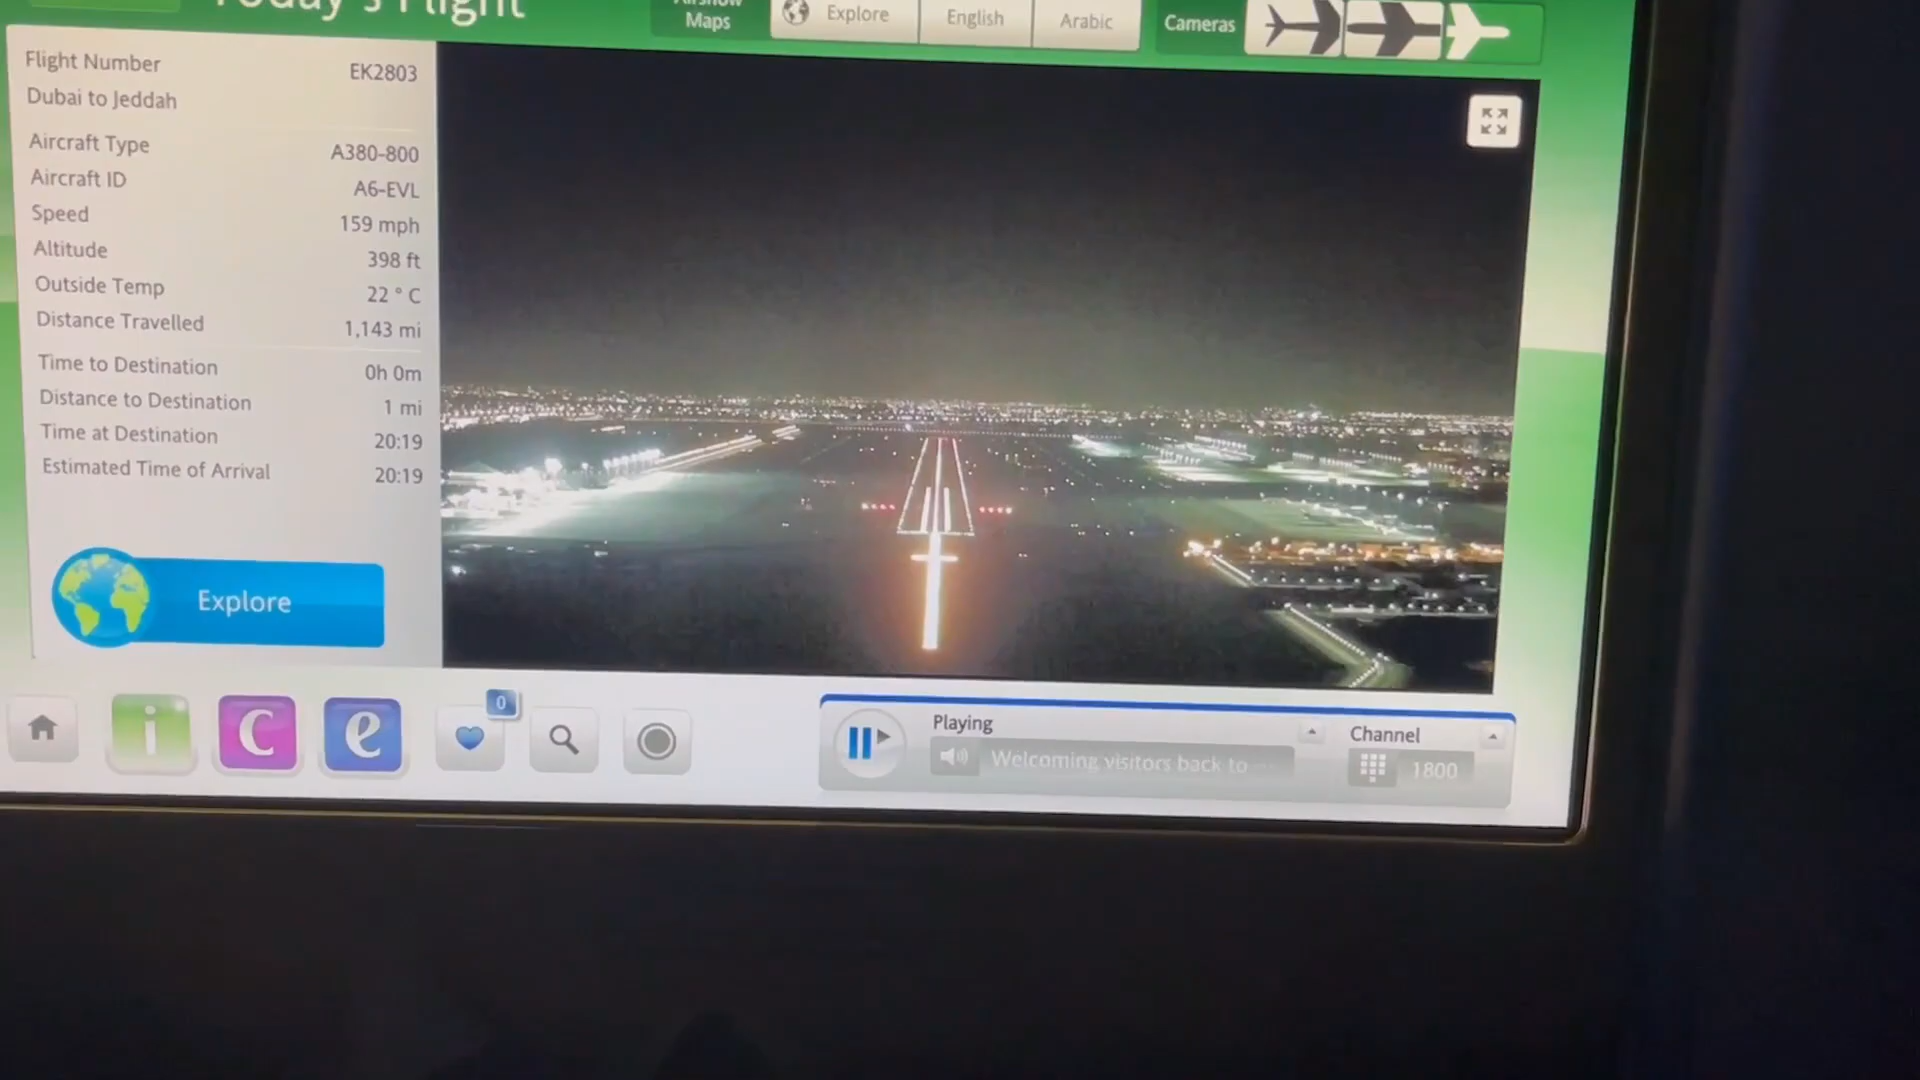 Today's Flight
Airshow
Maps
Explore
English
Arabic
Cameras
Flight Number EK2803
Dubai to Jeddah
Aircraft Type A380-800
Aircraft ID A6-EVL
Speed 159 mph
Altitude 398 ft
Outside Temp 22 ° C
Distance Travelled 1,143 mi
Time to Destination 0h 0m
Distance to Destination 1 mi
Time at Destination 20:19
Estimated Time of Arrival 20:19
Explore
i
C
e
0
Playing
Welcoming visitors back to
Channel
1800